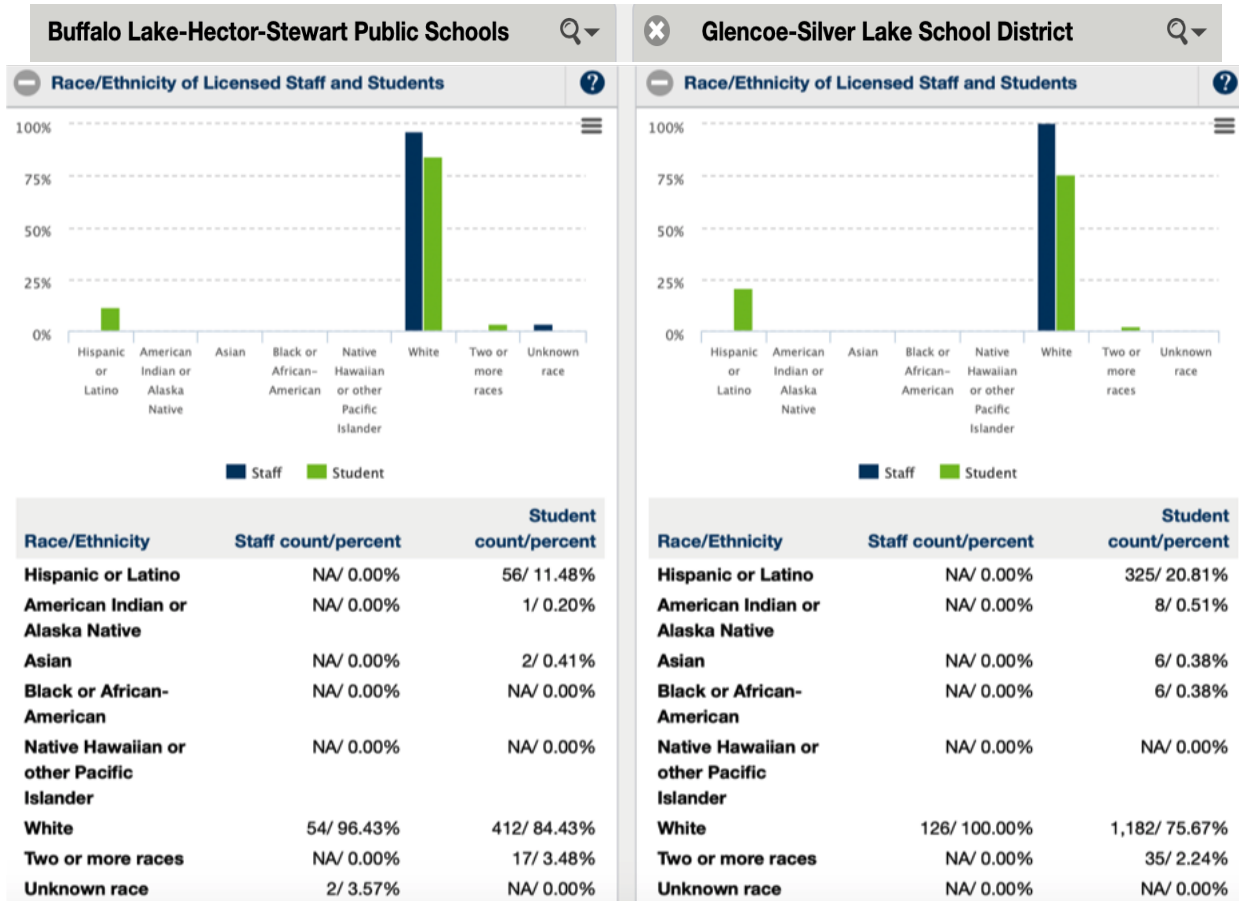 Buffalo Lake-Hector-Stewart Public Schools
Race/Ethnicity of Licensed Staff and Students
?
100%
75%
50%
25%
0%
Hispanic or Latino
American Indian or Alaska Native
Asian
Black or African-American
Native Hawaiian or other Pacific Islander
White
Two or more races
Unknown race
Staff
Student
Race/Ethnicity Staff count/percent Student count/percent
Hispanic or Latino NA/ 0.00% 56/ 11.48%
American Indian or Alaska Native NA/ 0.00% 1/ 0.20%
Asian NA/ 0.00% 2/ 0.41%
Black or African-American NA/ 0.00% NA/ 0.00%
Native Hawaiian or other Pacific Islander NA/ 0.00% NA/ 0.00%
White 54/ 96.43% 412/ 84.43%
Two or more races NA/ 0.00% 17/ 3.48%
Unknown race 2/ 3.57% NA/ 0.00%
Glencoe-Silver Lake School District
Race/Ethnicity of Licensed Staff and Students
?
100%
75%
50%
25%
0%
Hispanic or Latino
American Indian or Alaska Native
Asian
Black or African-American
Native Hawaiian or other Pacific Islander
White
Two or more races
Unknown race
Staff
Student
Race/Ethnicity Staff count/percent Student count/percent
Hispanic or Latino NA/ 0.00% 325/ 20.81%
American Indian or Alaska Native NA/ 0.00% 8/ 0.51%
Asian NA/ 0.00% 6/ 0.38%
Black or African-American NA/ 0.00% 6/ 0.38%
Native Hawaiian or other Pacific Islander NA/ 0.00% NA/ 0.00%
White 126/ 100.00% 1,182/ 75.67%
Two or more races NA/ 0.00% 35/ 2.24%
Unknown race NA/ 0.00% NA/ 0.00%